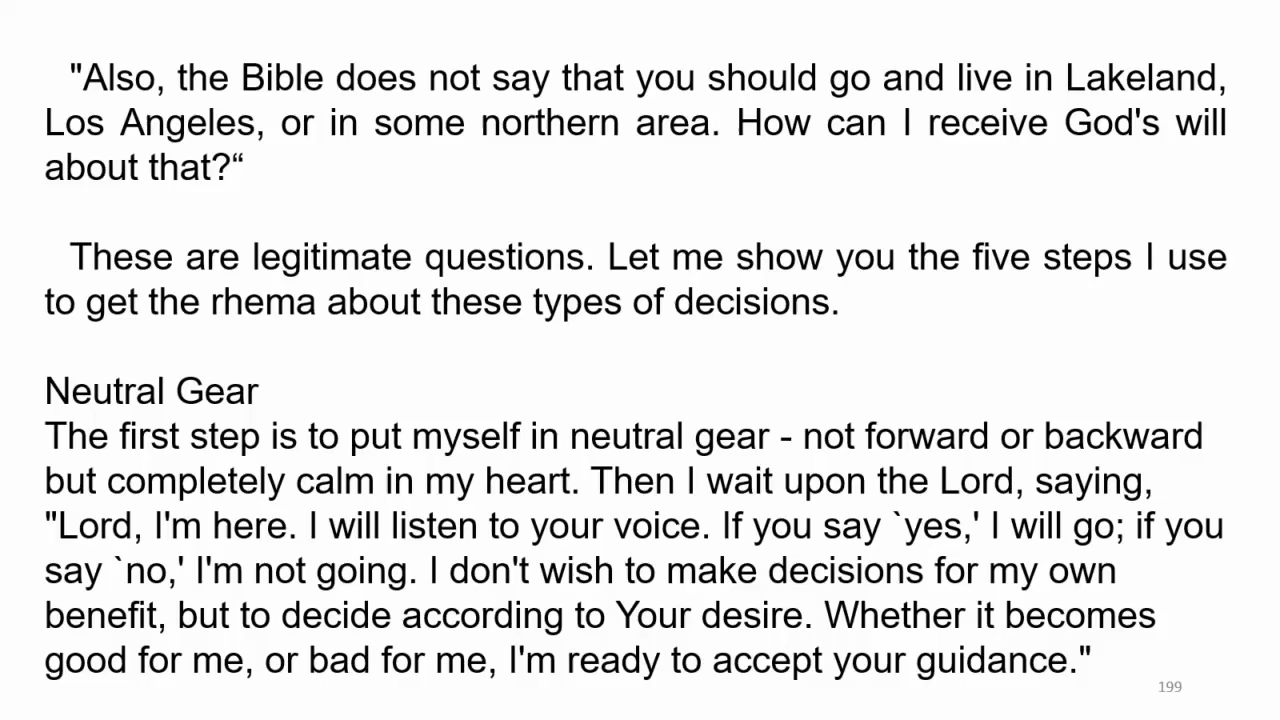 "Also, the Bible does not say that you should go and live in Lakeland,
Los Angeles, or in some northern area. How can I receive God's will
about that?“
These are legitimate questions. Let me show you the five steps I use
to get the rhema about these types of decisions.
Neutral Gear
The first step is to put myself in neutral gear - not forward or backward
but completely calm in my heart. Then I wait upon the Lord, saying,
"Lord, I'm here. I will listen to your voice. If you say `yes,' I will go; if you
say `no,' I'm not going. I don't wish to make decisions for my own
benefit, but to decide according to Your desire. Whether it becomes
good for me, or bad for me, I'm ready to accept your guidance."
199